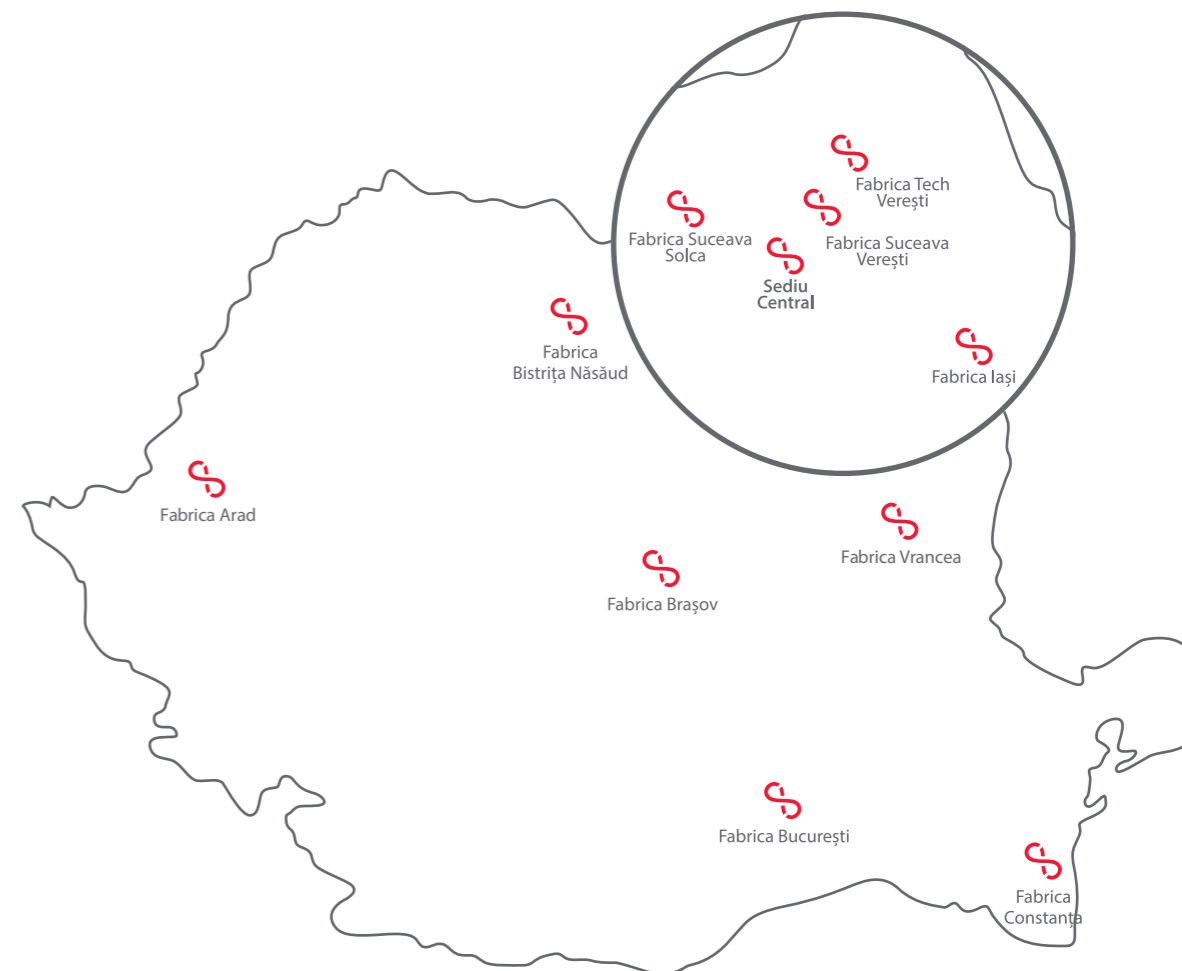 Fabrica Tech
Verești
Fabrica Suceava
Solca
Fabrica Suceava
Verești
Sediu
Central
Fabrica
Bistrița Năsăud
Fabrica Iași
Fabrica Arad
Fabrica Vrancea
Fabrica Brașov
Fabrica București
Fabrica
Constanța